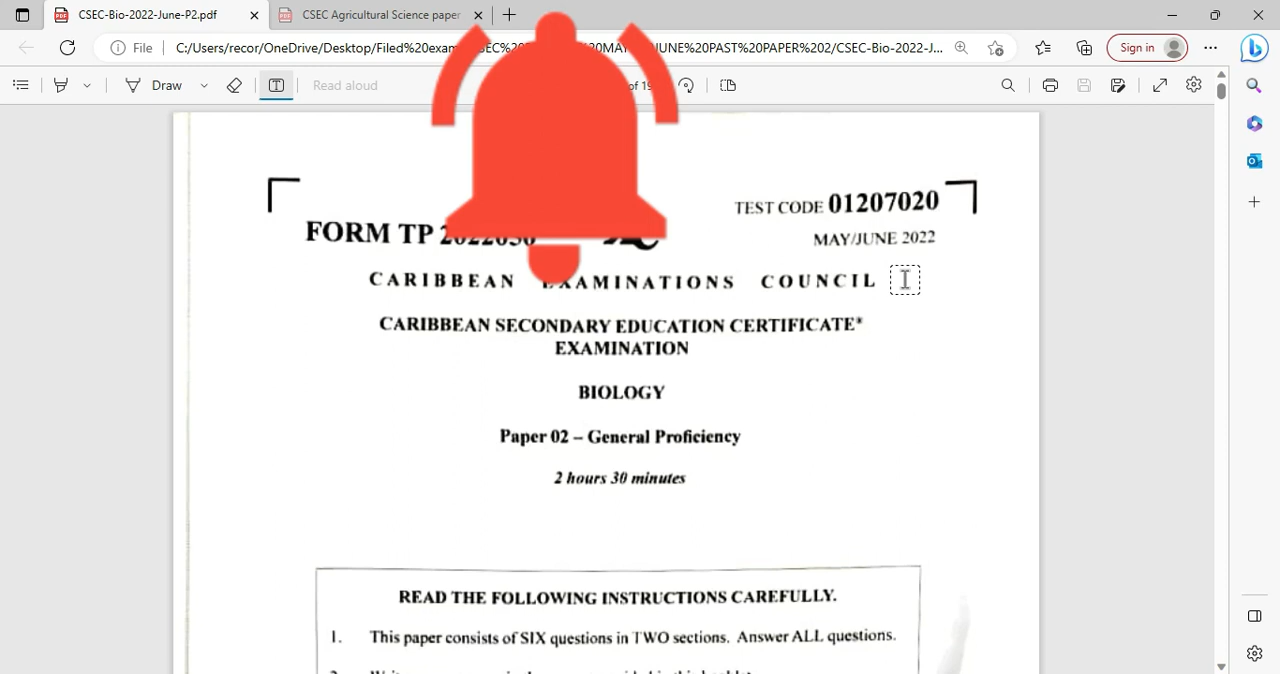 CSEC-Bio-2022-June-P2.pdf
CSEC Agricultural Science paper
File
C:/Users/recor/OneDrive/Desktop/Filed%20exam
PAPER%202/CSEC-Bio-2022-J...
Sign in
Draw
Read aloud
of 19
TEST CODE 01207020
FORM TP
MAY/JUNE 2022
CARIBBEAN EXAMINATIONS COUNCIL
CARIBBEAN SECONDARY EDUCATION CERTIFICATE*
EXAMINATION
BIOLOGY
Paper 02 – General Proficiency
2 hours 30 minutes
READ THE FOLLOWING INSTRUCTIONS CAREFULLY.
1. This paper consists of SIX questions in TWO sections. Answer ALL questions.